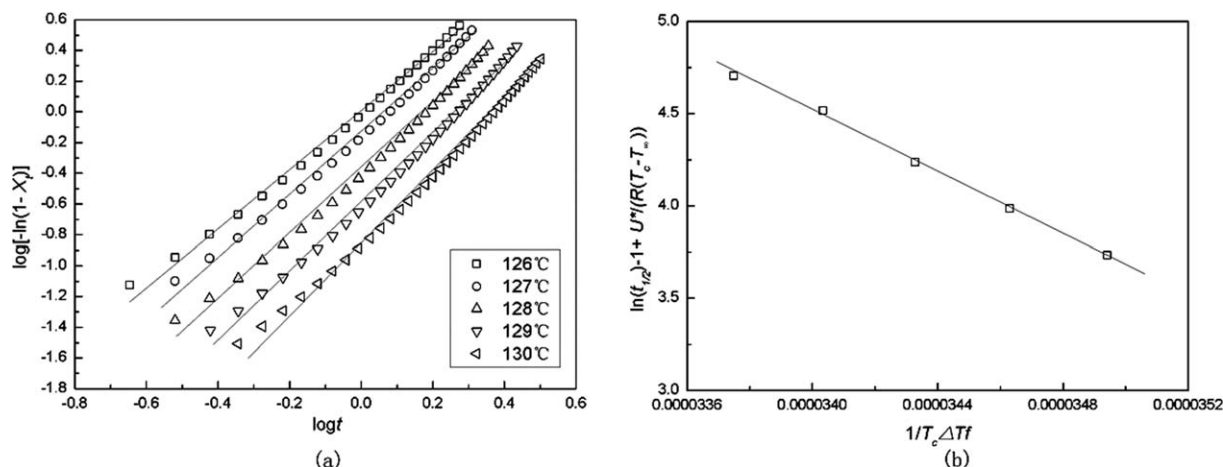 log[-ln(1- Xₜ)]
0.6
0.4
0.2
0.0
-0.2
-0.4
-0.6
-0.8
-1.0
-1.2
-1.4
-1.6
-1.8
126℃
127℃
128℃
129℃
130℃
-0.8 -0.6 -0.4 -0.2 0.0 0.2 0.4 0.6
logt
(a)
ln(t₁/₂)-1+ U*/(R(T_c-T_∞))
5.0
4.5
4.0
3.5
3.0
0.0000336 0.0000340 0.0000344 0.0000348 0.0000352
1/T_c△Tf
(b)